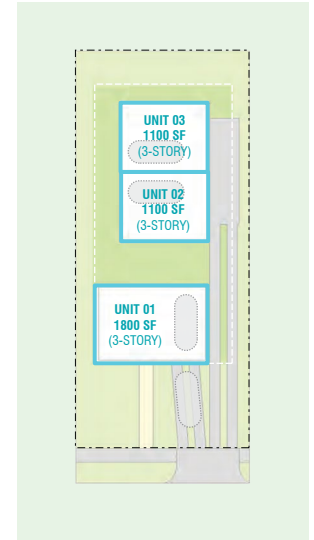 UNIT 03
1100 SF
(3-STORY)
UNIT 02
1100 SF
(3-STORY)
UNIT 01
1800 SF
(3-STORY)